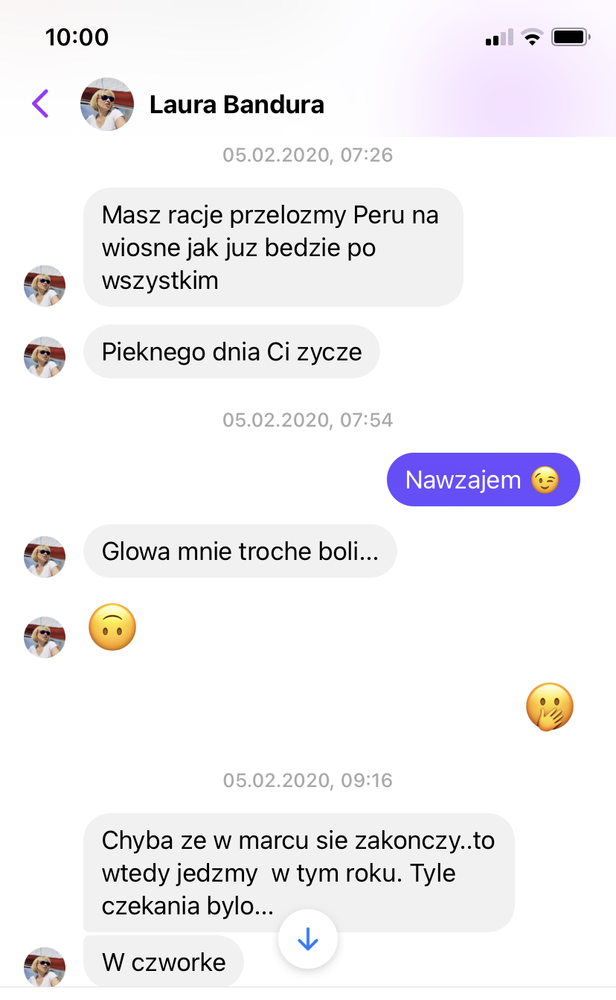 10:00
Laura Bandura
05.02.2020, 07:26
Masz racje przelozmy Peru na
wiosne jak juz bedzie po
wszystkim
Pieknego dnia Ci zycze
05.02.2020, 07:54
Nawzajem 😉
Glowa mnie troche boli...
🙃
🫢
05.02.2020, 09:16
Chyba ze w marcu sie zakonczy..to
wtedy jedzmy  w tym roku. Tyle
czekania bylo...
W czworke